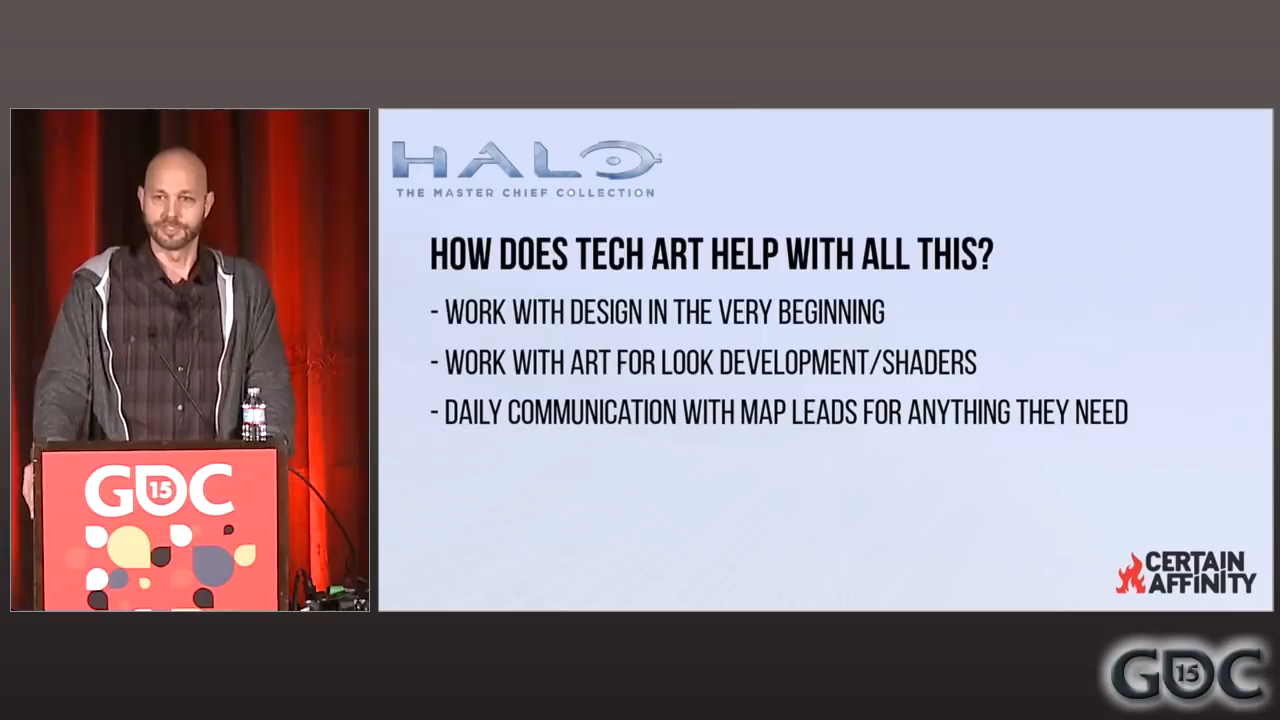 HALO
THE MASTER CHIEF COLLECTION
HOW DOES TECH ART HELP WITH ALL THIS?
- WORK WITH DESIGN IN THE VERY BEGINNING
- WORK WITH ART FOR LOOK DEVELOPMENT/SHADERS
- DAILY COMMUNICATION WITH MAP LEADS FOR ANYTHING THEY NEED
GDC 15
CERTAIN
AFFINITY
GDC 15